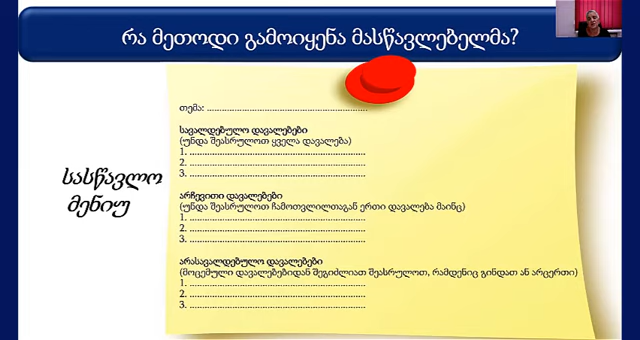 რა მეთოდი გამოიყენა მასწავლებელმა?
თემა: ................................................
სავალდებულო დავალებები
(უნდა შეასრულოთ ყველა დავალება)
1. ................................................
2. ................................................
3. ................................................
სასწავლო
მენიუ
არჩევითი დავალებები
(უნდა შეასრულოთ ჩამოთვლილთაგან ერთი დავალება მაინც)
1. ................................................
2. ................................................
3. ................................................
არასავალდებულო დავალებები
(მოცემული დავალებებიდან შეგიძლიათ შეასრულოთ, რამდენიც გინდათ ან არცერთი)
1. ................................................
2. ................................................
3. ................................................